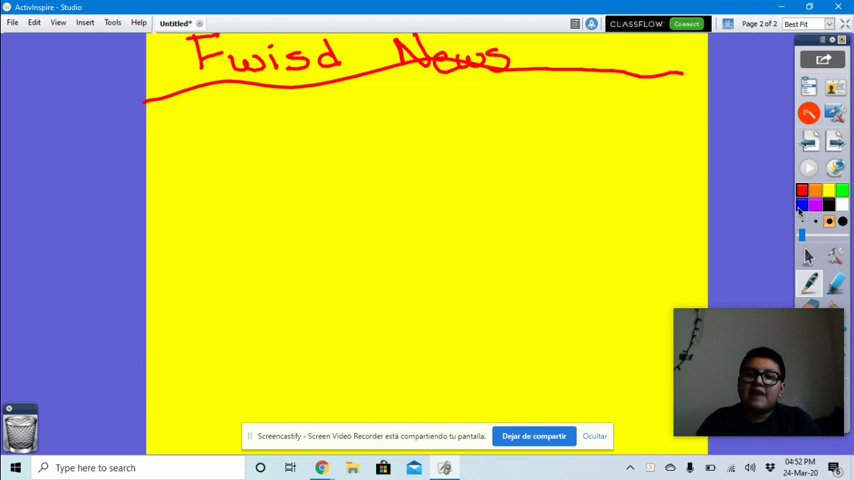 ActivInspire - Studio
File Edit View Insert Tools Help Untitled* CLASSFLOW Connect Page 2 of 2 Best Fit
Fwisd News
Screencastify - Screen Video Recorder está compartiendo tu pantalla. Dejar de compartir Ocultar
Type here to search
04:52 PM
24-Mar-20